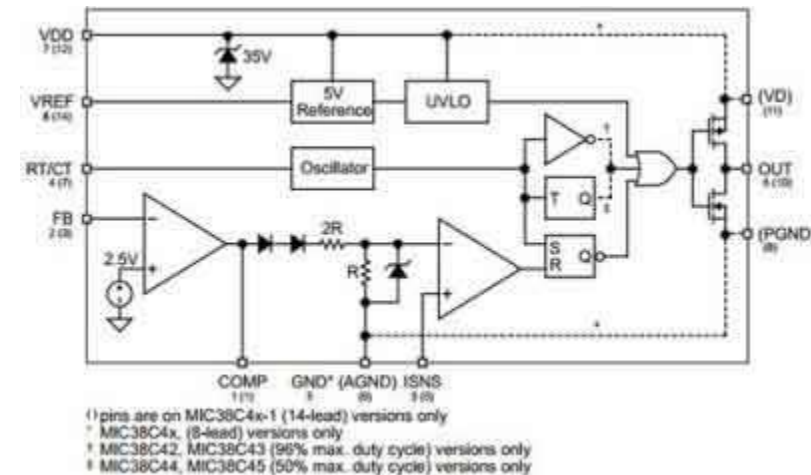 VDD
7 (12)
35V
VREF
8 (14)
5V
Reference
UVLO
(VD)
(11)
RT/CT
4 (7)
Oscillator
†
T Q
‡
OUT
6 (10)
FB
2 (3)
2.5V
2R
R
S
R Q
(PGND
(8)
*
*
COMP
1 (1)
GND* (AGND)
5 (9)
ISNS
3 (5)
( ) pins are on MIC38C4x-1 (14-lead) versions only
* MIC38C4x, (8-lead) versions only
† MIC38C42, MIC38C43 (96% max. duty cycle) versions only
‡ MIC38C44, MIC38C45 (50% max. duty cycle) versions only